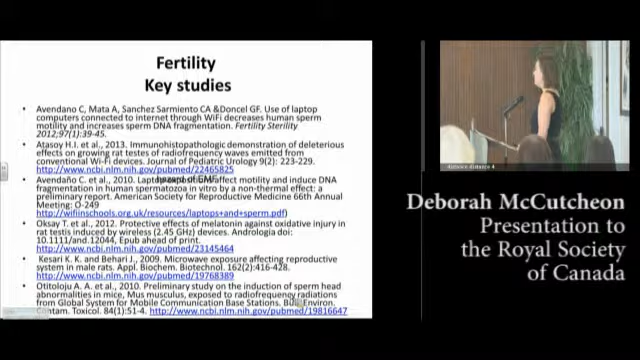 Fertility
Key studies
• Avendano C, Mata A, Sanchez Sarmiento CA &Doncel GF. Use of laptop
computers connected to internet through WiFi decreases human sperm
motility and increases sperm DNA fragmentation. Fertility Sterility
2012;97(1):39-45.
• Atasoy H.I. et al., 2013. Immunohistopathologic demonstration of deleterious
effects on growing rat testes of radiofrequency waves emitted from
conventional Wi-Fi devices. Journal of Pediatric Urology 9(2): 223-229.
http://www.ncbi.nlm.nih.gov/pubmed/22465825
• Avendaño C. et al., 2010. Laptop affect motility and induce DNA
fragmentation in human spermatozoa in vitro by a non-thermal effect: a
preliminary report. American Society for Reproductive Medicine 66th Annual
Meeting: O-249
http://wifiinschools.org.uk/resources/laptops+and+sperm.pdf)
• Oksay T. et al., 2012. Protective effects of melatonin against oxidative injury in
rat testis induced by wireless (2.45 GHz) devices. Andrologia doi:
10.1111/and.12044, Epub ahead of print.
http://www.ncbi.nlm.nih.gov/pubmed/23145464
• Kesari K. K. and Behari J., 2009. Microwave exposure affecting reproductive
system in male rats. Appl. Biochem. Biotechnol. 162(2):416-428.
http://www.ncbi.nlm.nih.gov/pubmed/19768389
• Otitoloju A. A. et al., 2010. Preliminary study on the induction of sperm head
abnormalities in mice, Mus musculus, exposed to radiofrequency radiations
from Global System for Mobile Communication Base Stations. Bull. Environ.
Contam. Toxicol. 84(1):51-4. http://www.ncbi.nlm.nih.gov/pubmed/19816647
Deborah McCutcheon
Presentation to
the Royal Society
of Canada